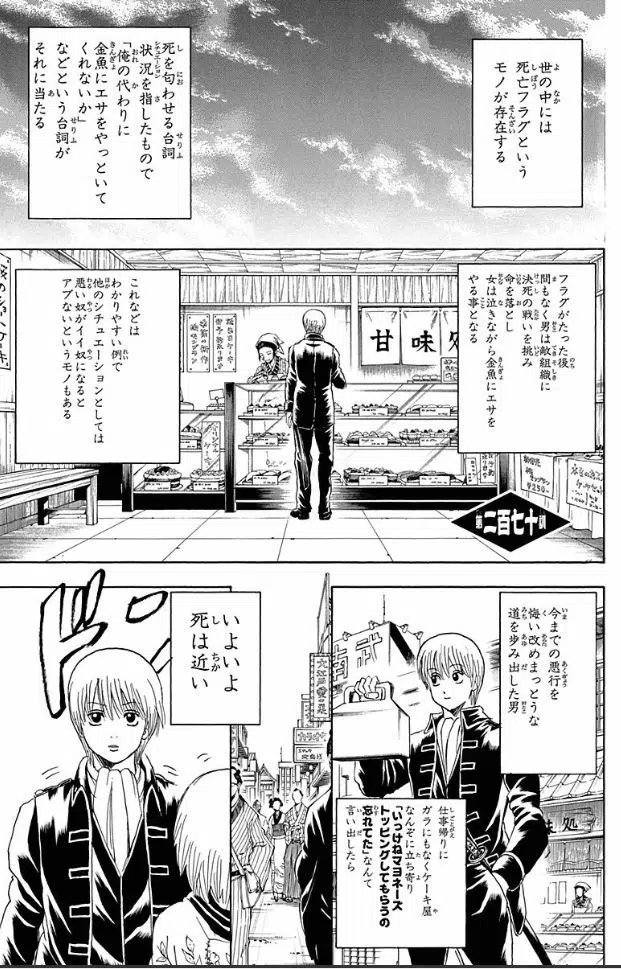 世の中には
死亡フラグという
モノが存在する
死を匂わせる台詞
状況を指したもので
「俺の代わりに
金魚にエサをやっといて
くれないか」
などという台詞が
それに当たる
フラグがたった後
間もなく男は敵組織に
決死の戦いを挑み
命を落とし
女は泣きながら金魚にエサを
やる事となる
甘味処
これなどは
わかりやすい例で
他のシチュエーションとしては
悪い奴がイイ奴になると
アブないというモノもある
第二百七十訓
今までの悪行を
悔い改めまっとうな
道を歩み出した男
仕事帰りに
ガラにもなくケーキ屋
なんぞに立ち寄り
「いっけねマヨネーズ
トッピングしてもらうの
忘れてた」なんて
言い出したら
いよいよ
死は近い
ドン